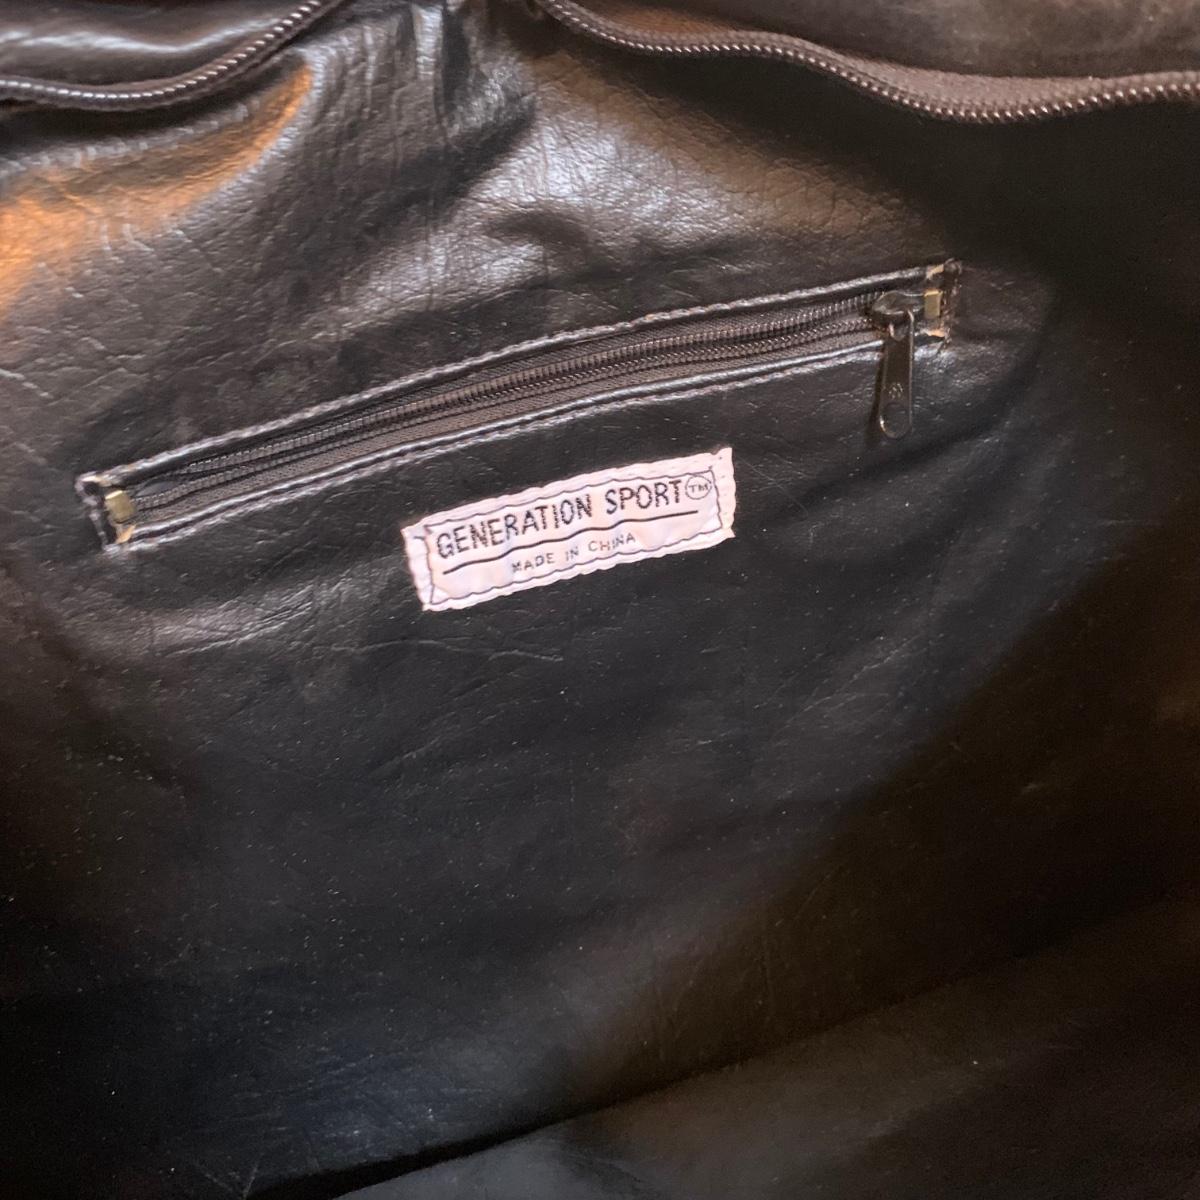 GENERATION SPORT™
MADE IN CHINA